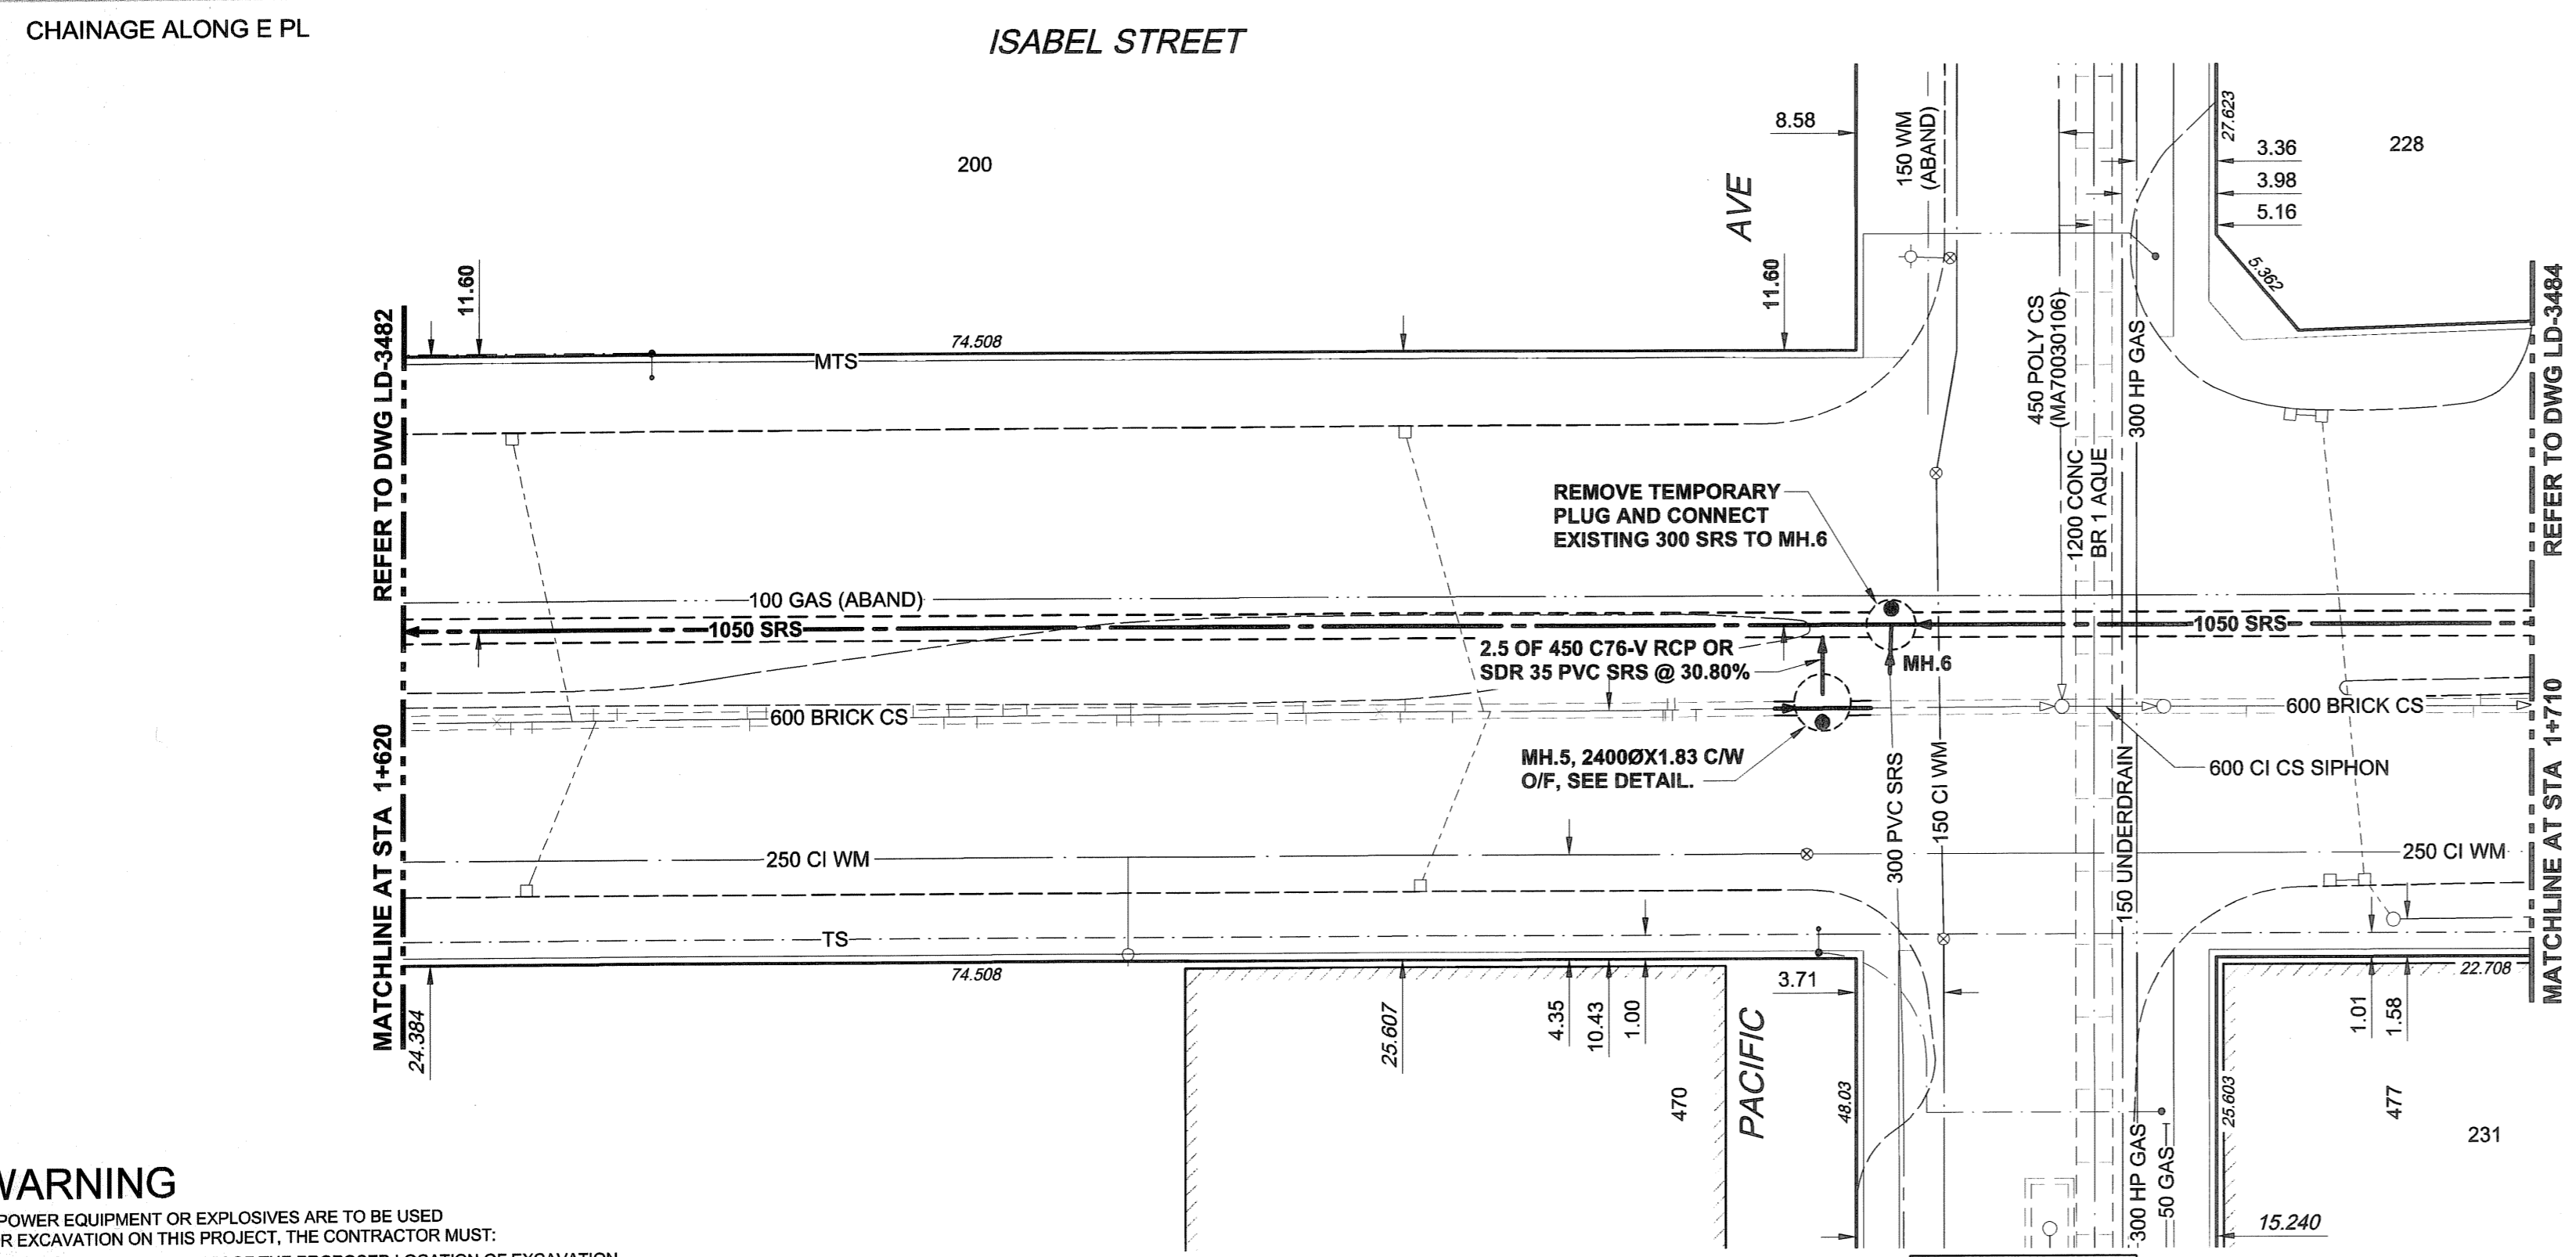 CHAINAGE ALONG E PL
ISABEL STREET
200
8.58
AVE
150 WM
(ABAND)
27.623
3.36
3.98
5.16
228
5.362
11.60
11.60
REFER TO DWG LD-3482
74.508
MTS
450 POLY CS
(MA70030106)
300 HP GAS
REFER TO DWG LD-3484
1200 CONC
BR 1 AQUE
REMOVE TEMPORARY
PLUG AND CONNECT
EXISTING 300 SRS TO MH.6
100 GAS (ABAND)
1050 SRS
1050 SRS
2.5 OF 450 C76-V RCP OR
SDR 35 PVC SRS @ 30.80%
MH.6
600 BRICK CS
600 BRICK CS
MH.5, 2400ØX1.83 C/W
O/F, SEE DETAIL.
300 PVC SRS
150 CI WM
150 UNDERDRAIN
600 CI CS SIPHON
MATCHLINE AT STA 1+620
MATCHLINE AT STA 1+710
250 CI WM
250 CI WM
TS
74.508
24.384
25.607
4.35
10.43
1.00
3.71
22.708
1.01
1.58
470
PACIFIC
48.03
25.603
477
231
300 HP GAS
50 GAS
15.240
WARNING
POWER EQUIPMENT OR EXPLOSIVES ARE TO BE USED
R EXCAVATION ON THIS PROJECT, THE CONTRACTOR MUST:
THE PROPOSED LOCATION OF EXCAVATION